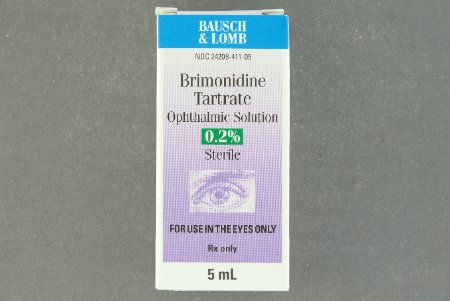 BAUSCH
& LOMB
NDC 24208-411-05
Brimonidine
Tartrate
Ophthalmic Solution
0.2%
Sterile
FOR USE IN THE EYES ONLY
Rx only
5 mL